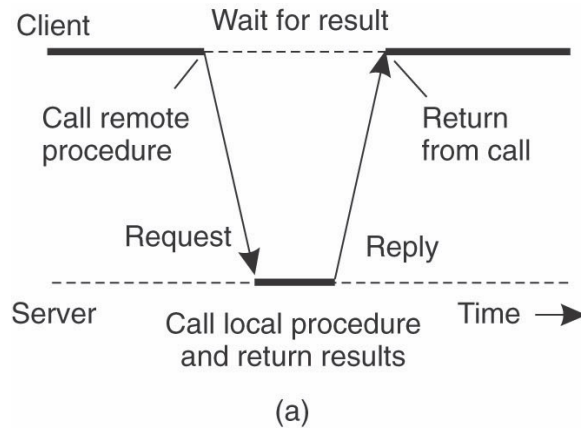 Client
Wait for result
Call remote
procedure
Return
from call
Request
Reply
Server
Call local procedure
and return results
Time
(a)